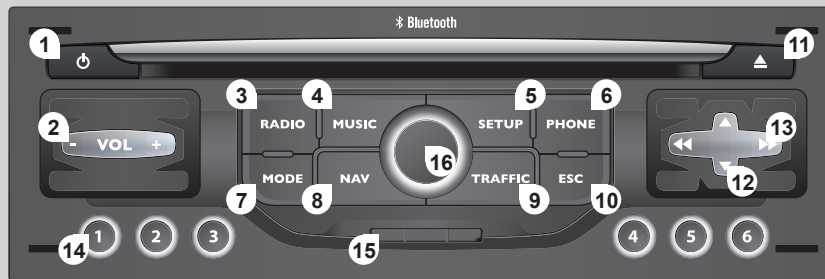 Bluetooth
1 11
3 4 5 6
RADIO MUSIC SETUP PHONE
2 13
- VOL +
16
MODE NAV TRAFFIC ESC
12
7 8 9 10
14 1 2 3 15 4 5 6